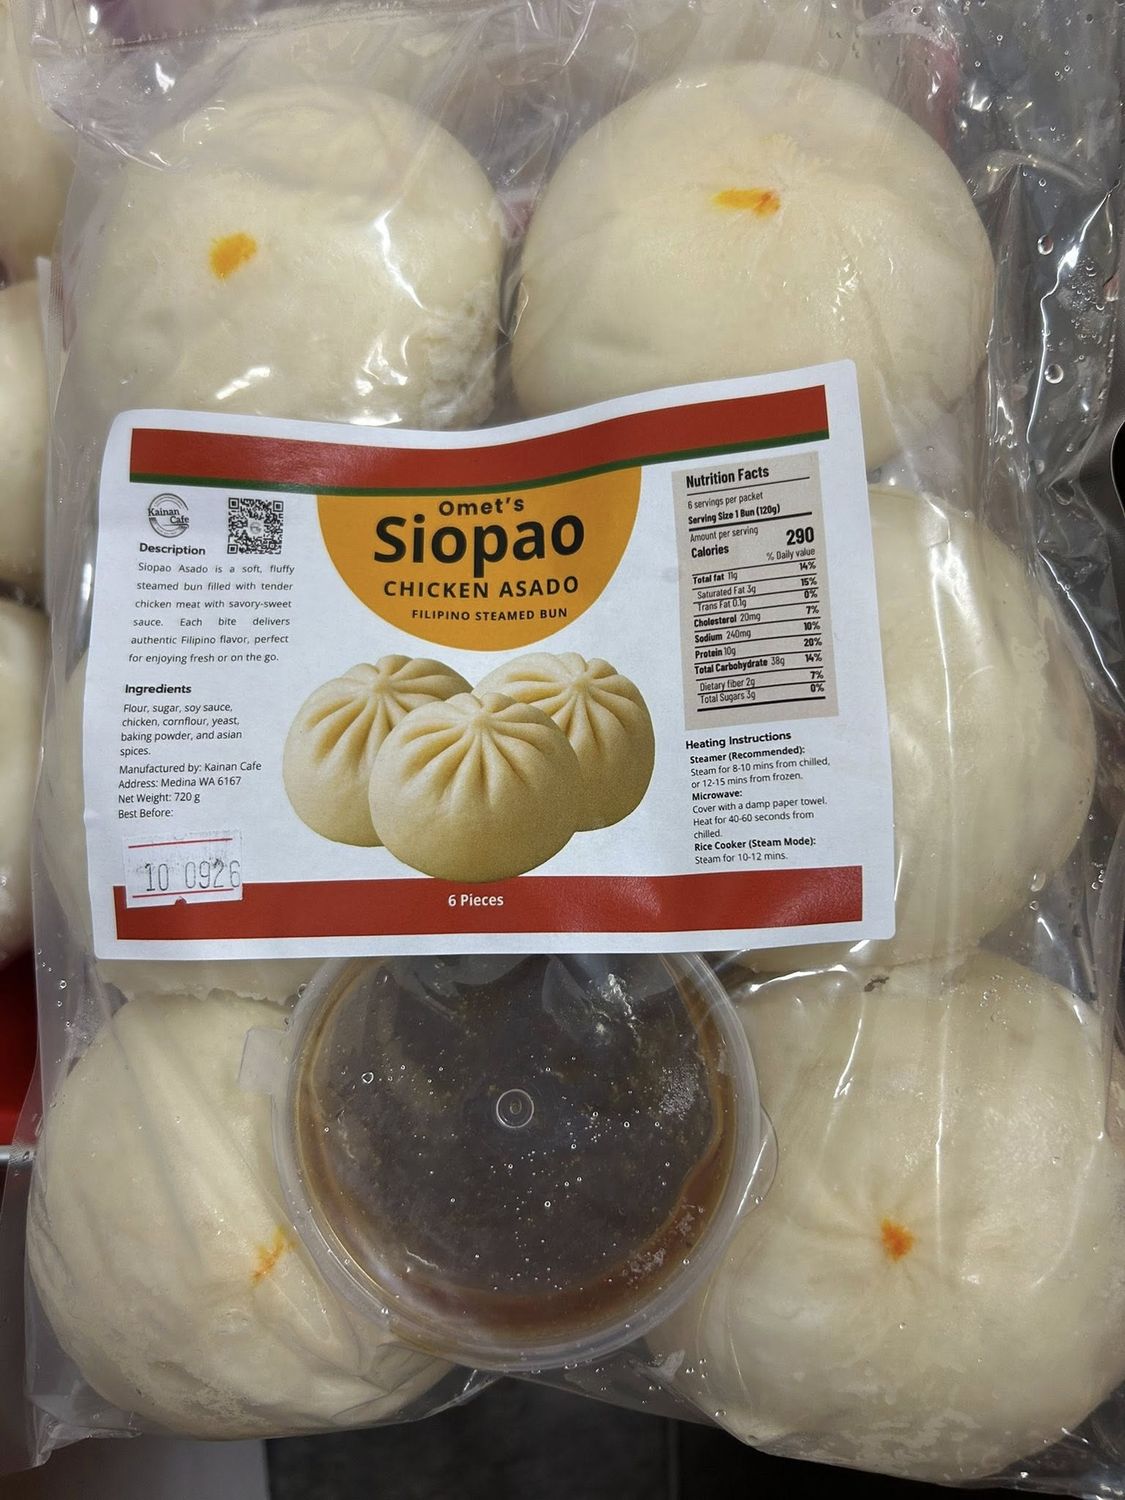 Kainan
Cafe
Description
Siopao Asado is a soft, fluffy
steamed bun filled with tender
chicken meat with savory-sweet
sauce. Each bite delivers
authentic Filipino flavor, perfect
for enjoying fresh or on the go.
Ingredients
Flour, sugar, soy sauce,
chicken, cornflour, yeast,
baking powder, and asian
spices.
Manufactured by: Kainan Cafe
Address: Medina WA 6167
Net Weight: 720 g
Best Before:
10 0926
Omet's
Siopao
CHICKEN ASADO
FILIPINO STEAMED BUN
6 Pieces
Nutrition Facts
6 servings per packet
Serving Size 1 Bun (120g)
Amount per serving
Calories 290
% Daily value
Total fat 11g 14%
Saturated Fat 3g 15%
Trans Fat 0.1g 0%
Cholesterol 20mg 7%
Sodium 240mg 10%
Protein 10g 20%
Total Carbohydrate 38g 14%
Dietary fiber 2g 7%
Total Sugars 3g 0%
Heating Instructions
Steamer (Recommended):
Steam for 8-10 mins from chilled,
or 12-15 mins from frozen.
Microwave:
Cover with a damp paper towel.
Heat for 40-60 seconds from
chilled.
Rice Cooker (Steam Mode):
Steam for 10-12 mins.